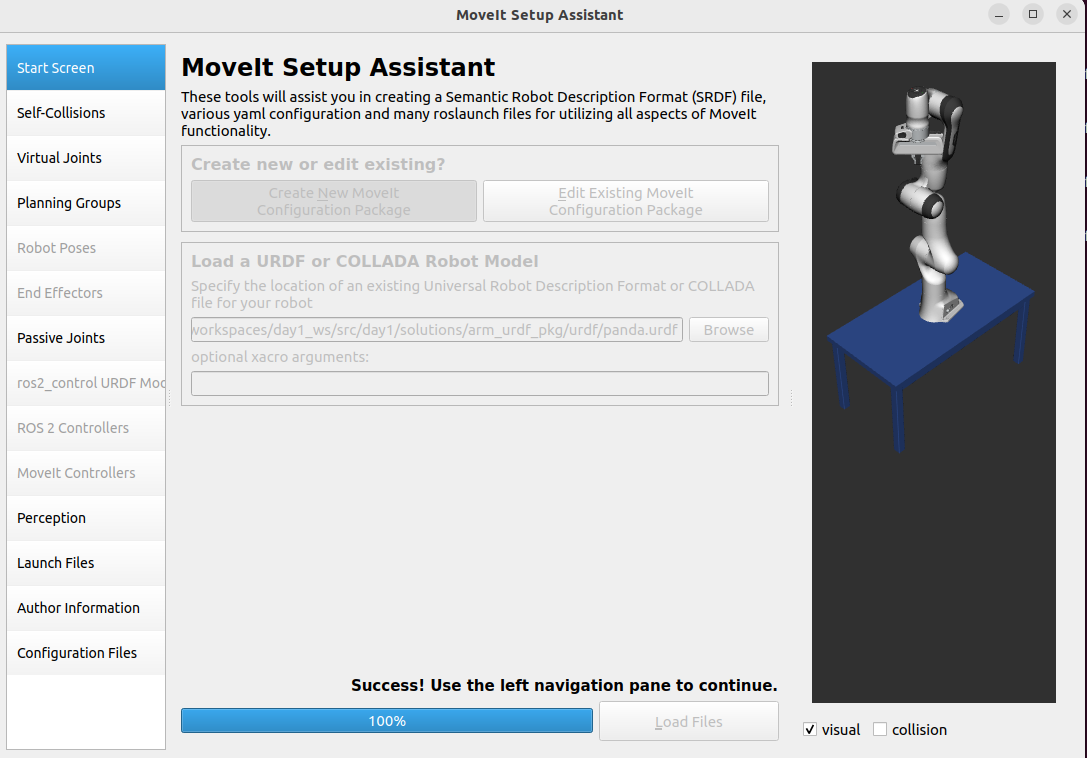 MoveIt Setup Assistant
Start Screen
Self-Collisions
Virtual Joints
Planning Groups
Robot Poses
End Effectors
Passive Joints
ros2_control URDF Moc
ROS 2 Controllers
MoveIt Controllers
Perception
Launch Files
Author Information
Configuration Files
MoveIt Setup Assistant
These tools will assist you in creating a Semantic Robot Description Format (SRDF) file,
various yaml configuration and many roslaunch files for utilizing all aspects of MoveIt
functionality.
Create new or edit existing?
Create New MoveIt
Configuration Package
Edit Existing MoveIt
Configuration Package
Load a URDF or COLLADA Robot Model
Specify the location of an existing Universal Robot Description Format or COLLADA
file for your robot
workspaces/day1_ws/src/day1/solutions/arm_urdf_pkg/urdf/panda.urdf
Browse
optional xacro arguments:
Success! Use the left navigation pane to continue.
100%
Load Files
visual
collision